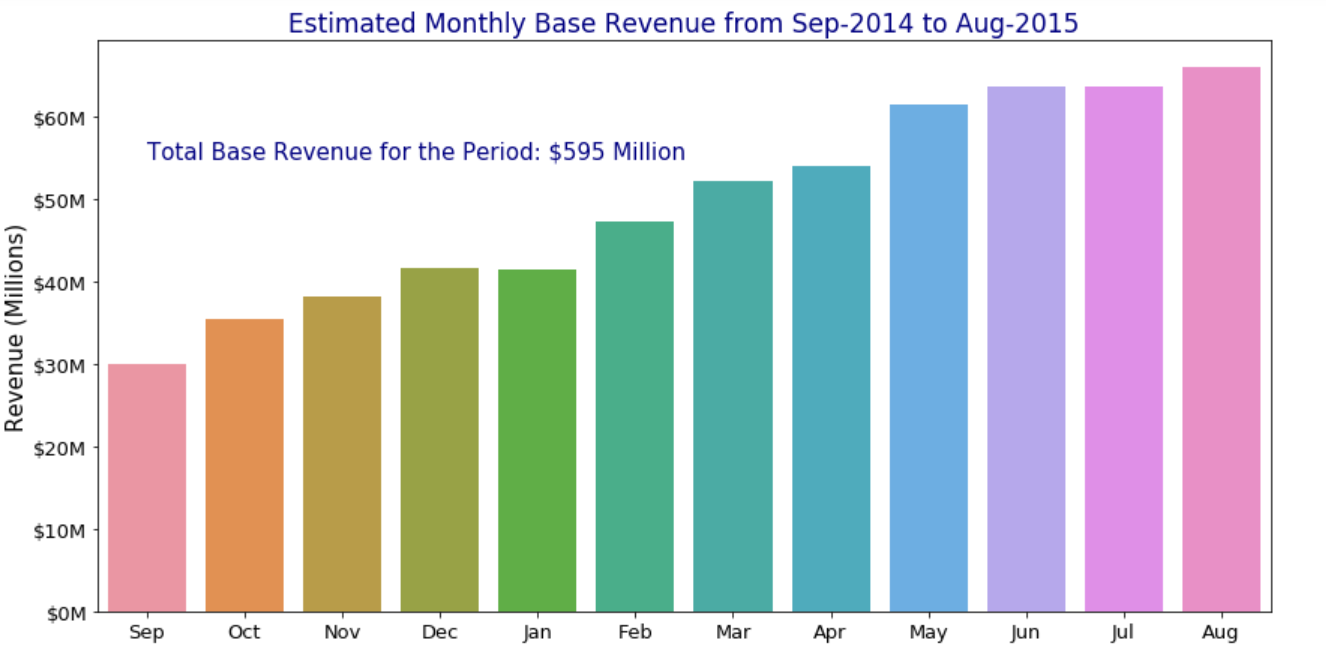 Estimated Monthly Base Revenue from Sep-2014 to Aug-2015
Total Base Revenue for the Period: $595 Million
Revenue (Millions)
$60M
$50M
$40M
$30M
$20M
$10M
$0M
Sep Oct Nov Dec Jan Feb Mar Apr May Jun Jul Aug